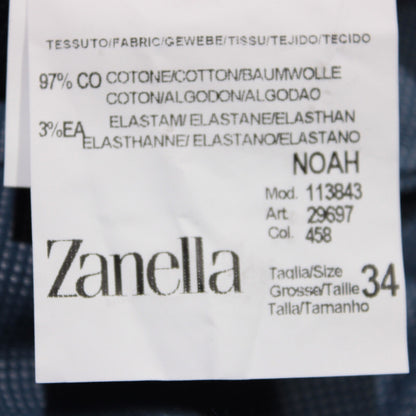 TESSUTO/FABRIC/GEWEBE/TISSU/TEJIDO/TECIDO
97% CO COTONE/COTTON/BAUMWOLLE
COTON/ALGODON/ALGODAO
3%EA ELASTAM/ELASTANE/ELASTHAN
ELASTHANNE/ELASTANO/ELASTANO
NOAH
Mod. 113843
Art. 29697
Col. 458
Zanella
Taglia/Size
Grosse/Taille 34
Talla/Tamanho